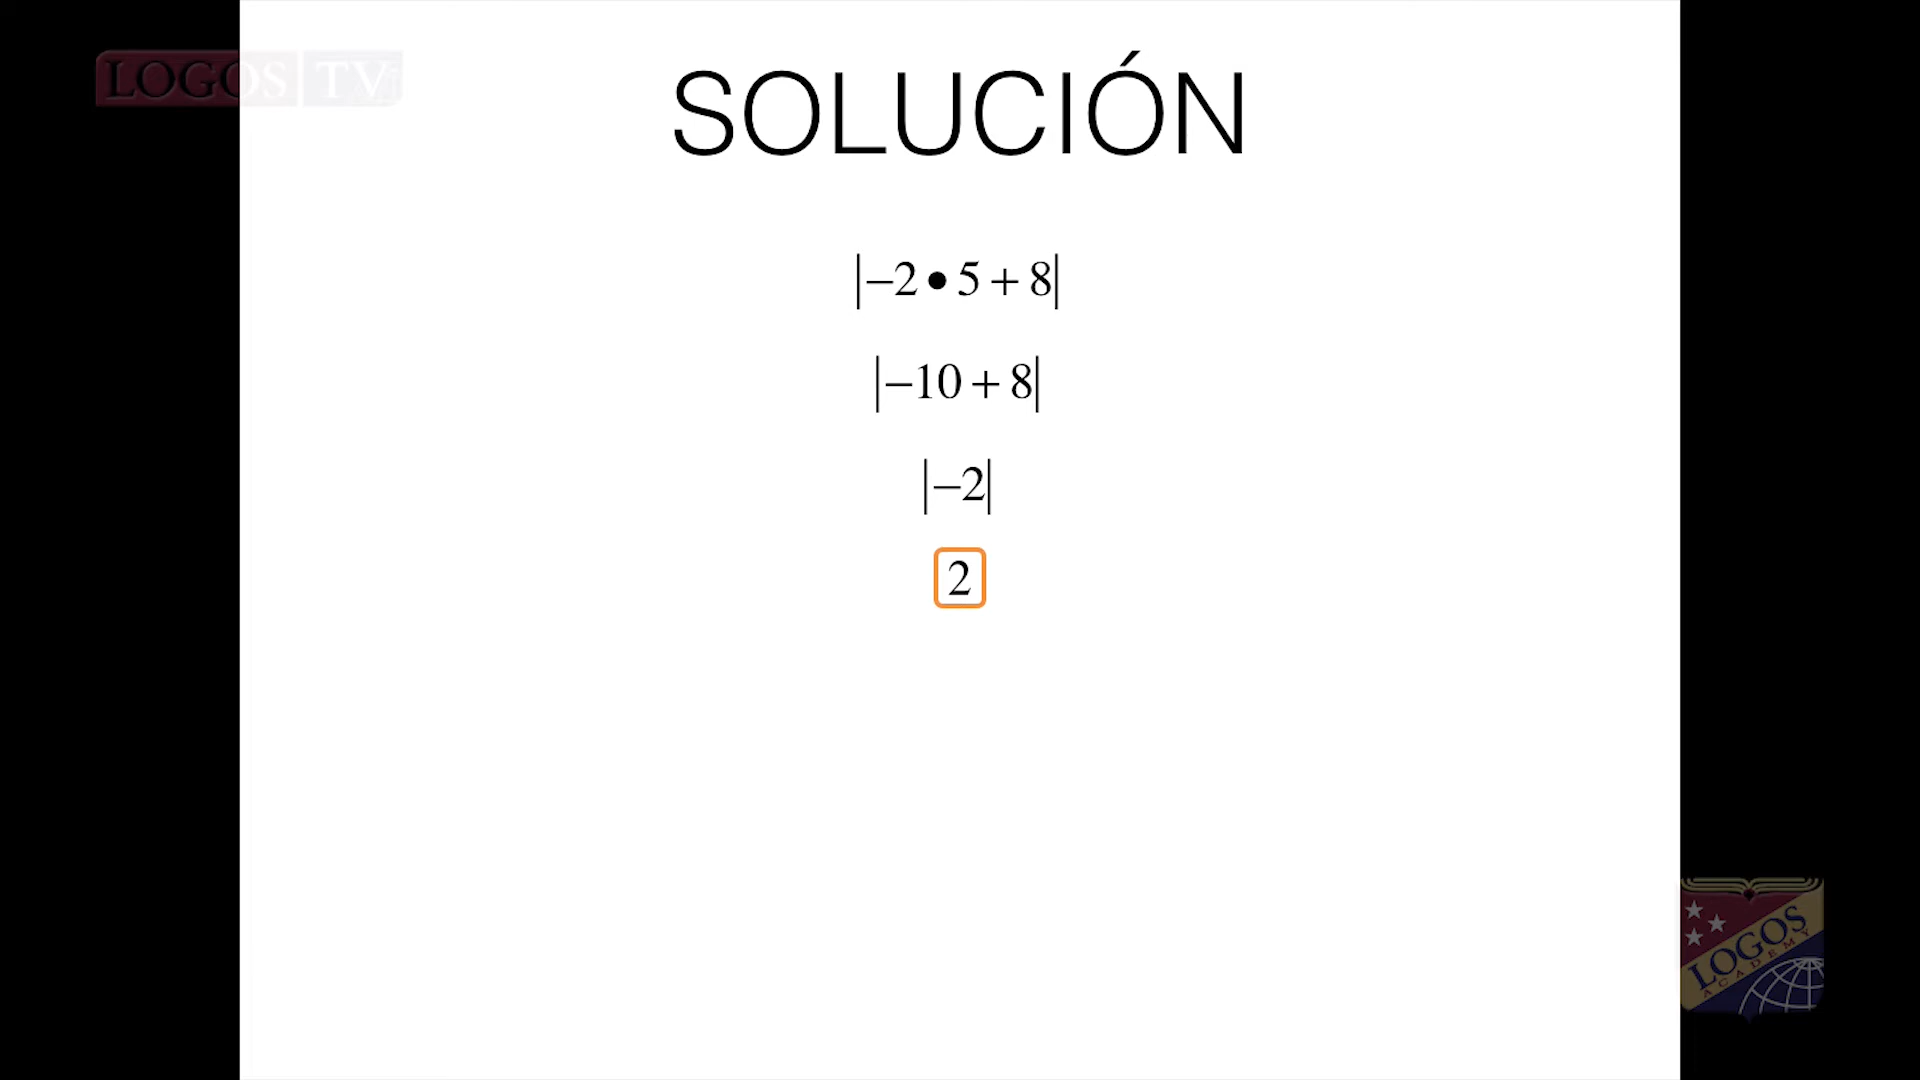 LOGOS TV
SOLUCIÓN
|−2•5+8|
|−10+8|
|−2|
2
LOGOS
ACADEMY